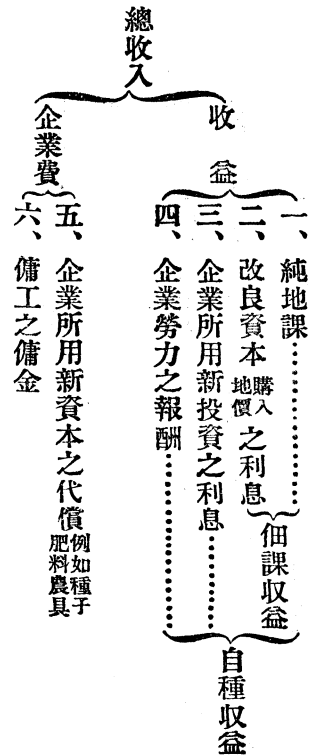 總收入
收益
一、純地課
二、改良資本購入地價之利息
三、企業所用新投資之利息
四、企業勞力之報酬
佃課收益
自種收益
企業費
五、企業所用新資本之代償例如種子肥料農具
六、傭工之傭金